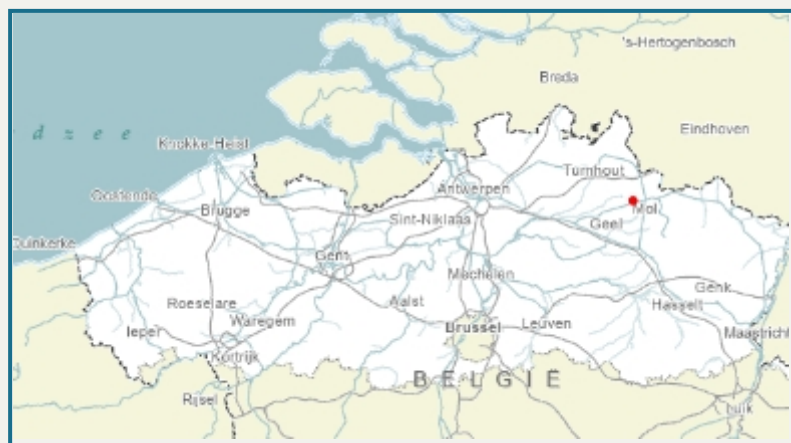 's-Hertogenbosch
Breda
Eindhoven
d z e e
Knokke-Heist
Turnhout
Antwerpen
Oostende
Mol
Brugge
Sint-Niklaas
Geel
Duinkerke
Gent
Mechelen
Genk
Roeselare
Aalst
Hasselt
Waregem
Brussel
Leuven
Ieper
Maastricht
Kortrijk
BELGIË
Rijsel
Luik